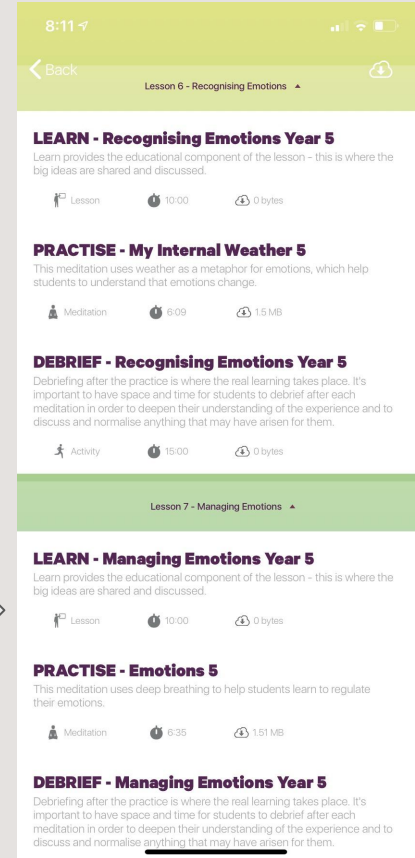 8:11
Back
Lesson 6 - Recognising Emotions
LEARN - Recognising Emotions Year 5
Learn provides the educational component of the lesson - this is where the
big ideas are shared and discussed.
Lesson 10:00 0 bytes
PRACTISE - My Internal Weather 5
This meditation uses weather as a metaphor for emotions, which help
students to understand that emotions change.
Meditation 6:09 1.5 MB
DEBRIEF - Recognising Emotions Year 5
Debriefing after the practice is where the real learning takes place. It's
important to have space and time for students to debrief after each
meditation in order to deepen their understanding of the experience and to
discuss and normalise anything that may have arisen for them.
Activity 15:00 0 bytes
Lesson 7 - Managing Emotions
LEARN - Managing Emotions Year 5
Learn provides the educational component of the lesson - this is where the
big ideas are shared and discussed.
Lesson 10:00 0 bytes
PRACTISE - Emotions 5
This meditation uses deep breathing to help students learn to regulate
their emotions.
Meditation 6:35 1.51 MB
DEBRIEF - Managing Emotions Year 5
Debriefing after the practice is where the real learning takes place. It's
important to have space and time for students to debrief after each
meditation in order to deepen their understanding of the experience and to
discuss and normalise anything that may have arisen for them.